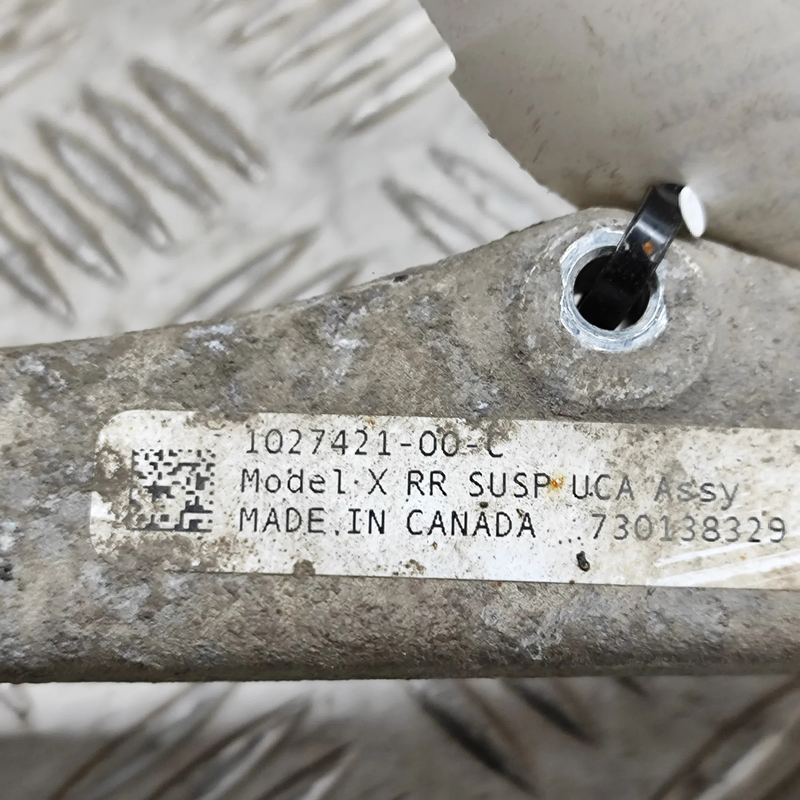 1027421-00-C
Model X RR SUSP UCA Assy
MADE IN CANADA 730138329